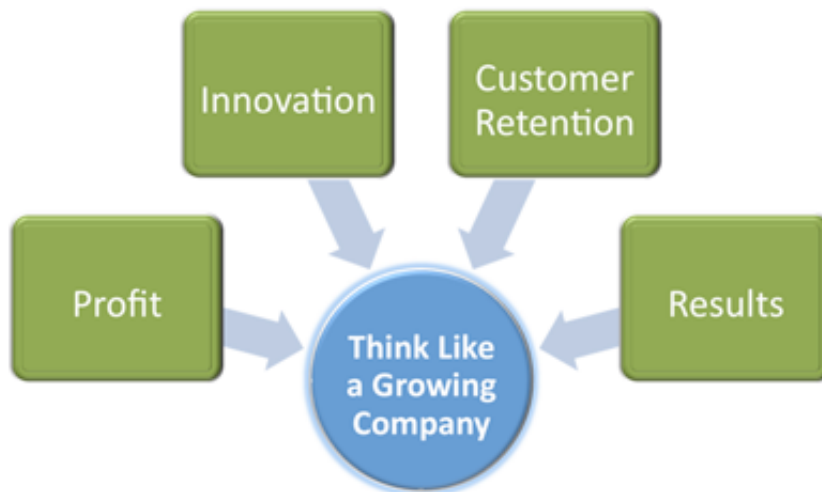 Innovation
Customer
Retention
Profit
Results
Think Like
a Growing
Company